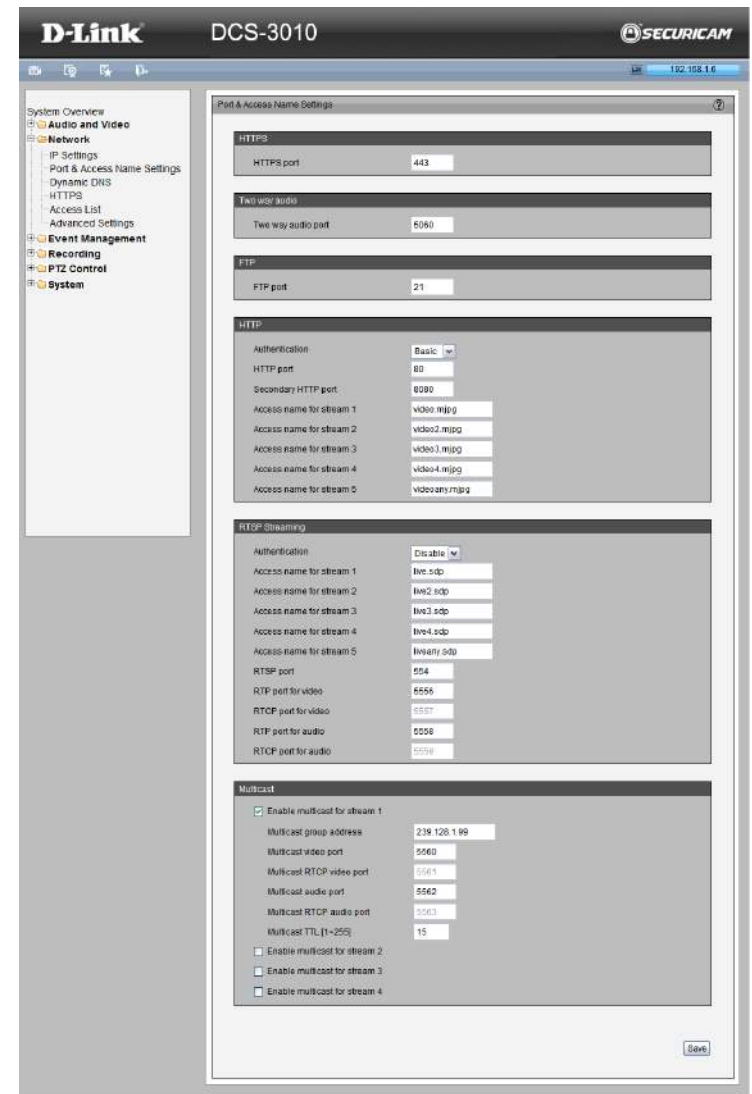 D-Link
DCS-3010
SECURICAM
192.168.1.6
System Overview
Audio and Video
Network
IP Settings
Port & Access Name Settings
Dynamic DNS
HTTPS
Access List
Advanced Settings
Event Management
Recording
PTZ Control
System
Port & Access Name Settings
HTTPS
HTTPS port 443
Two way audio
Two way audio port 5060
FTP
FTP port 21
HTTP
Authentication Basic
HTTP port 80
Secondary HTTP port 8080
Access name for stream 1 video.mjpg
Access name for stream 2 video2.mjpg
Access name for stream 3 video3.mjpg
Access name for stream 4 video4.mjpg
Access name for stream 5 videoany.mjpg
RTSP Streaming
Authentication Disable
Access name for stream 1 live.sdp
Access name for stream 2 live2.sdp
Access name for stream 3 live3.sdp
Access name for stream 4 live4.sdp
Access name for stream 5 liveany.sdp
RTSP port 554
RTP port for video 5556
RTCP port for video 5557
RTP port for audio 5558
RTCP port for audio 5559
Multicast
Enable multicast for stream 1
Multicast group address 239.128.1.99
Multicast video port 5560
Multicast RTCP video port 5561
Multicast audio port 5562
Multicast RTCP audio port 5563
Multicast TTL [1~255] 15
Enable multicast for stream 2
Enable multicast for stream 3
Enable multicast for stream 4
Save